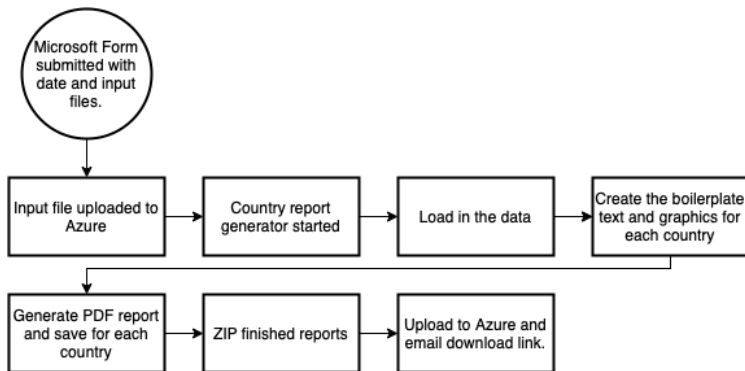 Microsoft Form
submitted with
date and input
files.
Input file uploaded to
Azure
Country report
generator started
Load in the data
Create the boilerplate
text and graphics for
each country
Generate PDF report
and save for each
country
ZIP finished reports
Upload to Azure and
email download link.